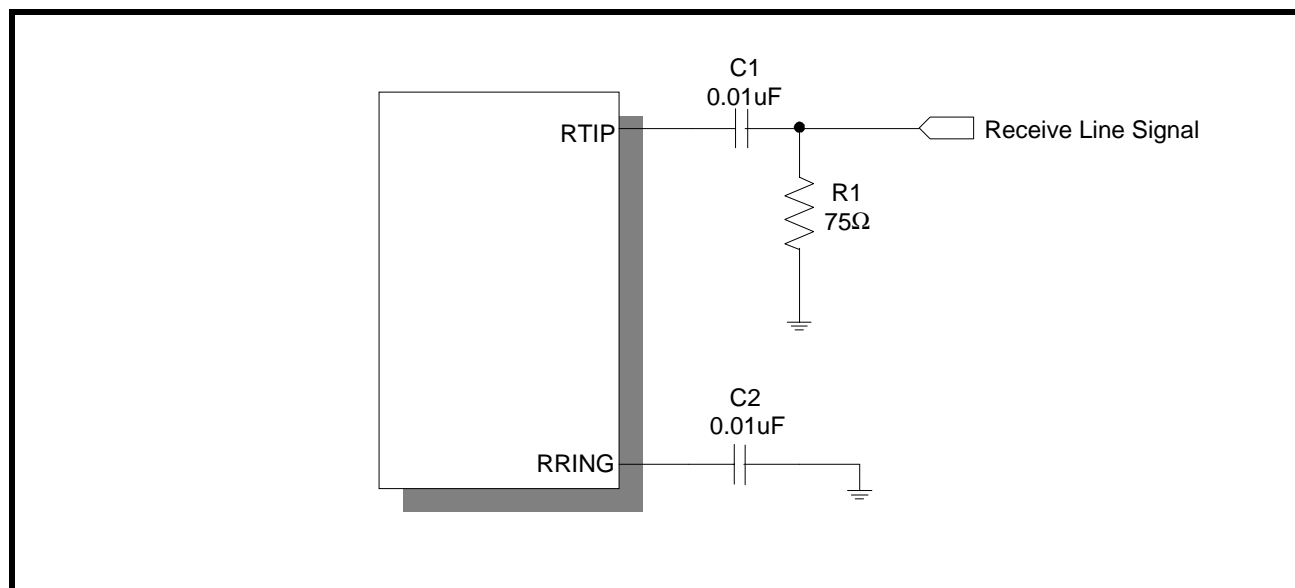 C1
0.01uF
RTIP
Receive Line Signal
R1
75Ω
C2
0.01uF
RRING